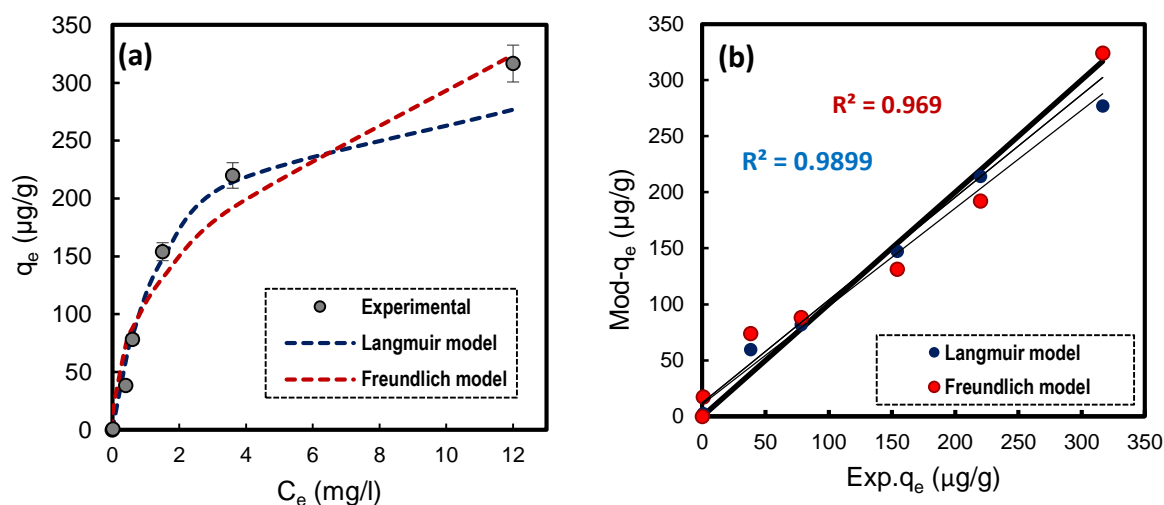 (a)
350
300
250
200
150
100
50
0
qₑ (µg/g)
0
2
4
6
8
10
12
Cₑ (mg/l)
Experimental
Langmuir model
Freundlich model
(b)
350
300
250
200
150
100
50
0
Mod-qₑ (µg/g)
0
50
100
150
200
250
300
350
Exp.qₑ (µg/g)
R² = 0.969
R² = 0.9899
Langmuir model
Freundlich model